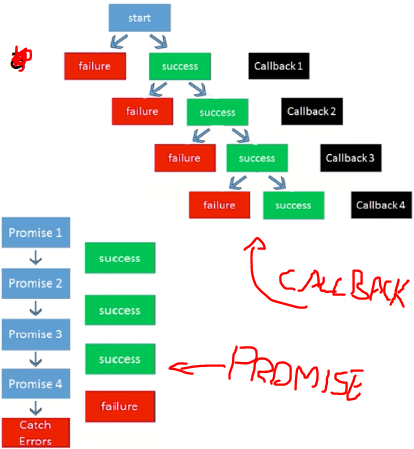 start
failure success Callback 1
failure success Callback 2
failure success Callback 3
failure success Callback 4
Promise 1
success
Promise 2
success
Promise 3
success
Promise 4
failure
Catch
Errors
CALLBACK
PROMISE